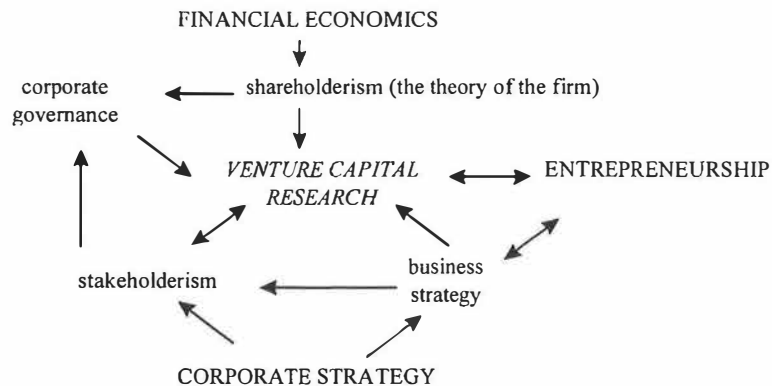 FINANCIAL ECONOMICS
corporate
governance
shareholderism (the theory of the firm)
VENTURE CAPITAL
RESEARCH
ENTREPRENEURSHIP
stakeholderism
business
strategy
CORPORATE STRATEGY